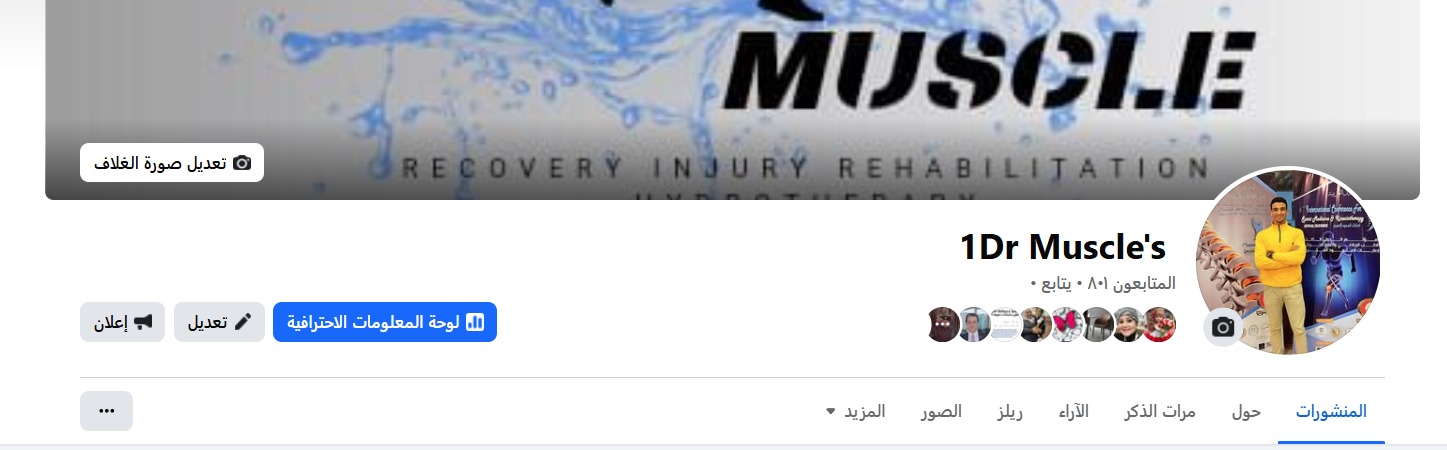 MUSCLE
RECOVERY INJURY REHABILITATION
HYDROTHERAPY
تعديل صورة الغلاف
1Dr Muscle's
المتابعون ٨٠١ • يتابع •
لوحة المعلومات الاحترافية
تعديل
إعلان
المنشورات
حول
مرات الذكر
الآراء
ريلز
الصور
المزيد